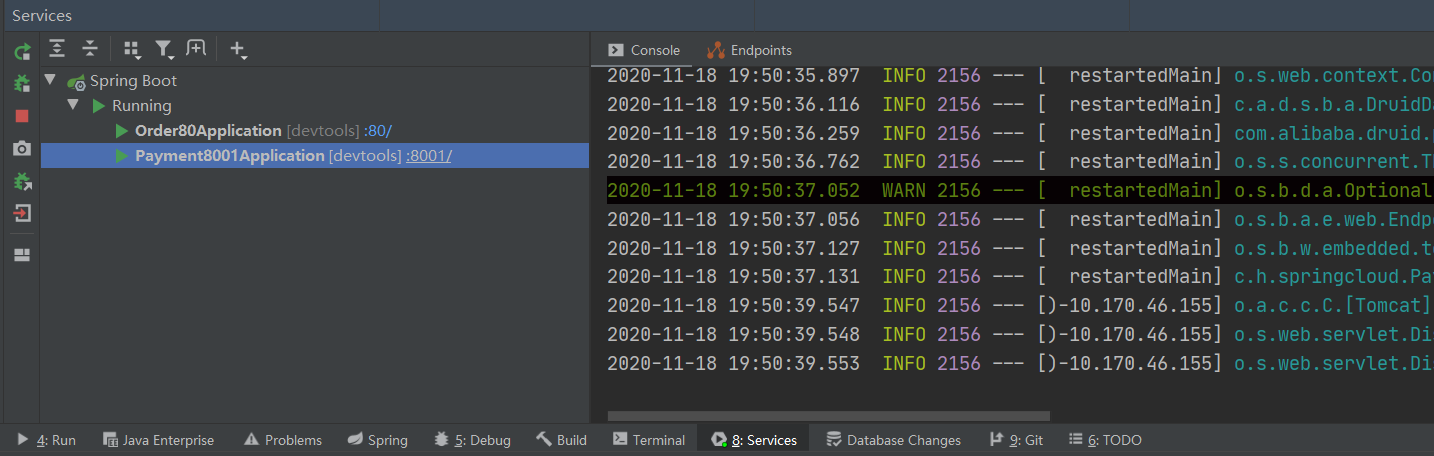 Services
Console
Endpoints
Spring Boot
Running
Order80Application [devtools] :80/
Payment8001Application [devtools] :8001/
2020-11-18 19:50:35.897 INFO 2156 --- [ restartedMain] o.s.web.context.Co
2020-11-18 19:50:36.116 INFO 2156 --- [ restartedMain] c.a.d.s.b.a.DruidDa
2020-11-18 19:50:36.259 INFO 2156 --- [ restartedMain] com.alibaba.druid.
2020-11-18 19:50:36.762 INFO 2156 --- [ restartedMain] o.s.s.concurrent.T
2020-11-18 19:50:37.052 WARN 2156 --- [ restartedMain] o.s.b.d.a.Optional
2020-11-18 19:50:37.056 INFO 2156 --- [ restartedMain] o.s.b.a.e.web.Endp
2020-11-18 19:50:37.127 INFO 2156 --- [ restartedMain] o.s.b.w.embedded.t
2020-11-18 19:50:37.131 INFO 2156 --- [ restartedMain] c.h.springcloud.Pa
2020-11-18 19:50:39.547 INFO 2156 --- [)-10.170.46.155] o.a.c.c.C.[Tomcat]
2020-11-18 19:50:39.548 INFO 2156 --- [)-10.170.46.155] o.s.web.servlet.Di
2020-11-18 19:50:39.553 INFO 2156 --- [)-10.170.46.155] o.s.web.servlet.Di
4: Run Java Enterprise Problems Spring 5: Debug Build Terminal 8: Services Database Changes 9: Git 6: TODO